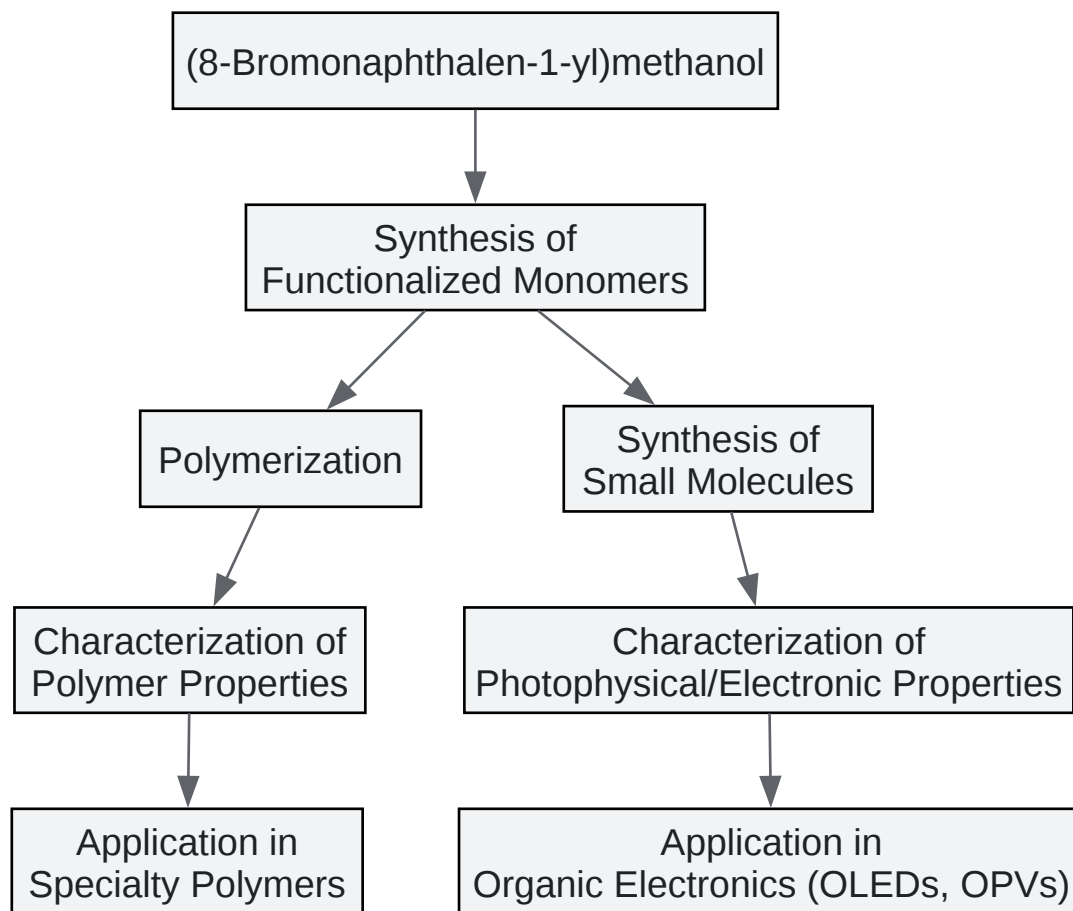 (8-Bromonaphthalen-1-yl)methanol
Synthesis of
Functionalized Monomers
Polymerization
Synthesis of
Small Molecules
Characterization of
Polymer Properties
Characterization of
Photophysical/Electronic Properties
Application in
Specialty Polymers
Application in
Organic Electronics (OLEDs, OPVs)